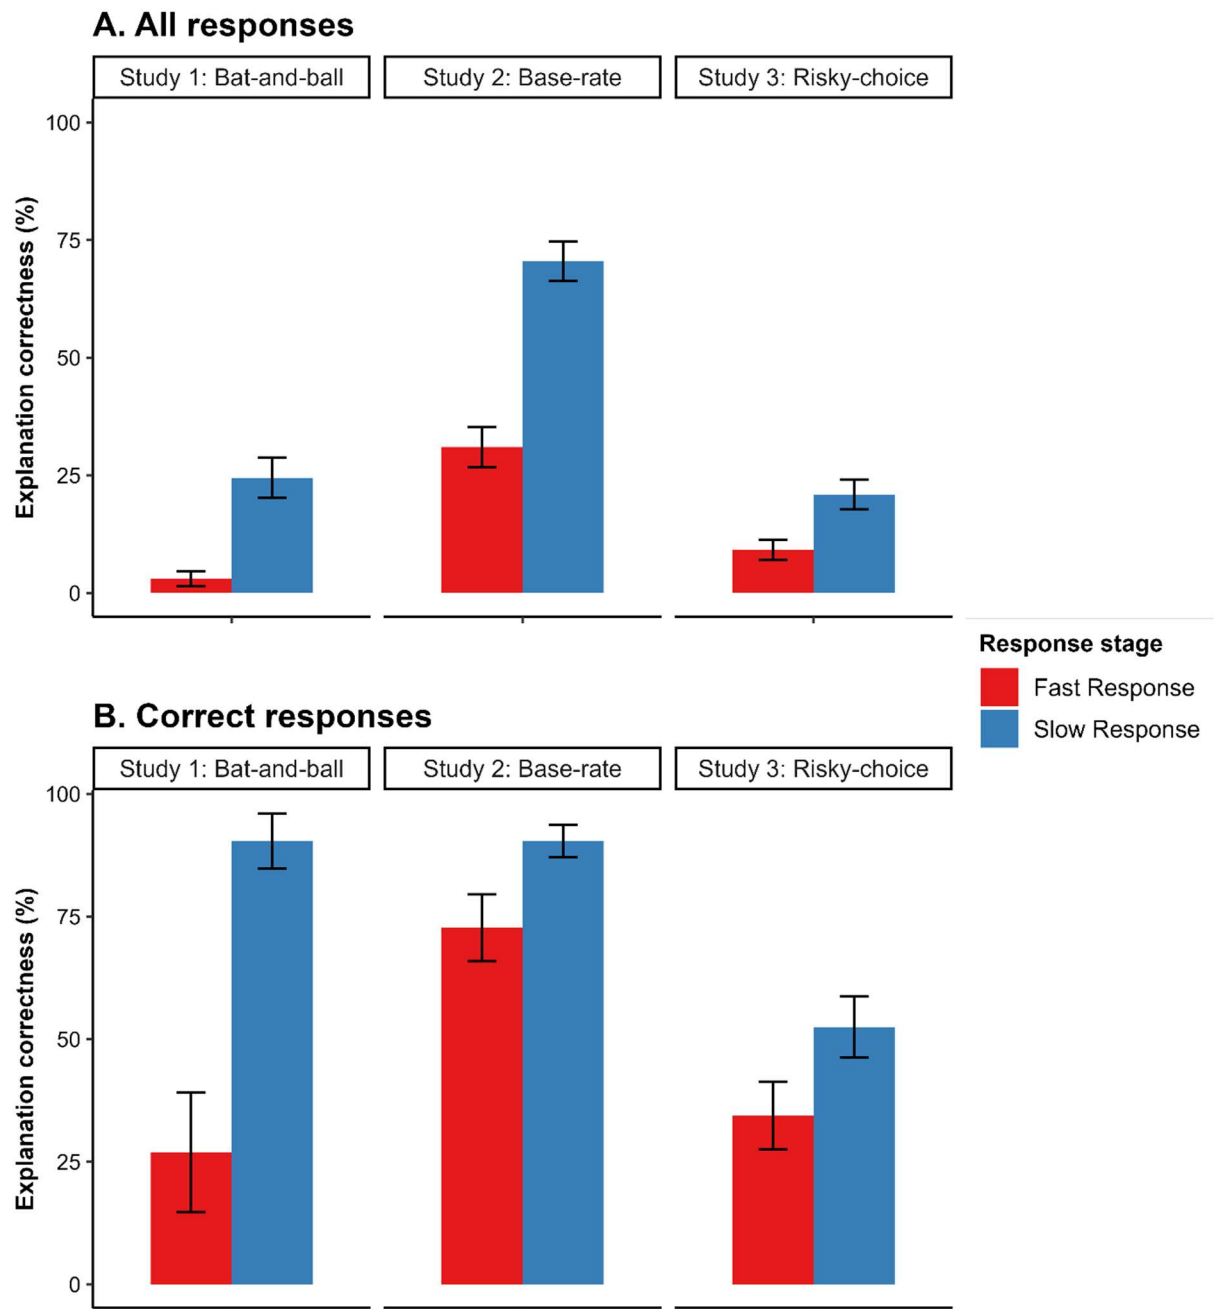 A. All responses
Study 1: Bat-and-ball
Study 2: Base-rate
Study 3: Risky-choice
Explanation correctness (%)
100
75
50
25
0
Response stage
Fast Response
Slow Response
B. Correct responses
Study 1: Bat-and-ball
Study 2: Base-rate
Study 3: Risky-choice
Explanation correctness (%)
100
75
50
25
0